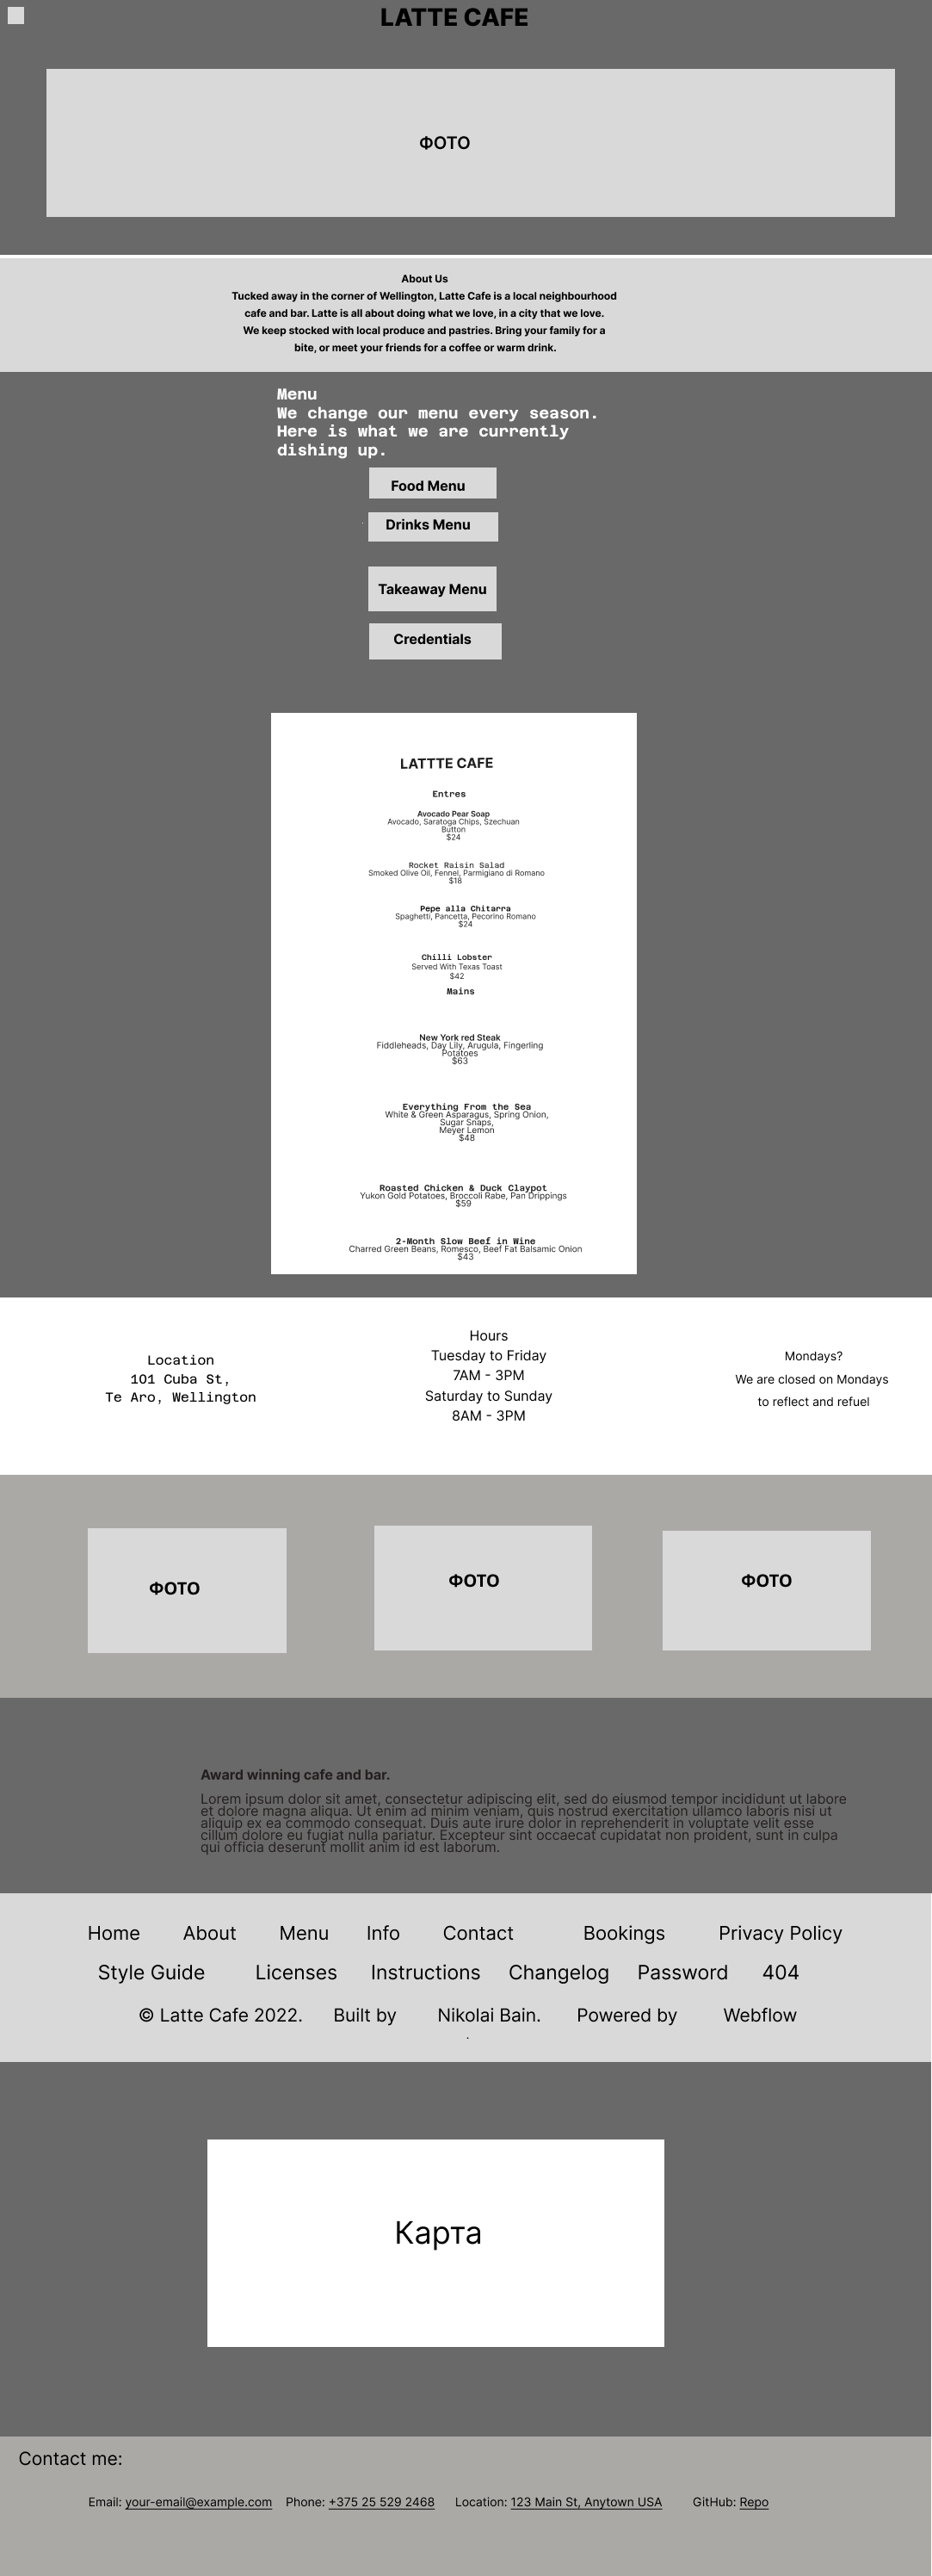 LATTE CAFE
ФОТО
About Us
Tucked away in the corner of Wellington, Latte Cafe is a local neighbourhood
cafe and bar. Latte is all about doing what we love, in a city that we love.
We keep stocked with local produce and pastries. Bring your family for a
bite, or meet your friends for a coffee or warm drink.
Menu
We change our menu every season.
Here is what we are currently
dishing up.
Food Menu
Drinks Menu
Takeaway Menu
Credentials
LATTTE CAFE
Entres
Avocado Pear Soap
Avocado, Saratoga Chips, Szechuan
Button
$24
Rocket Raisin Salad
Smoked Olive Oil, Fennel, Parmigiano di Romano
$18
Pepe alla Chitarra
Spaghetti, Pancetta, Pecorino Romano
$24
Chilli Lobster
Served With Texas Toast
$42
Mains
New York red Steak
Fiddleheads, Day Lily, Arugula, Fingerling
Potatoes
$63
Everything From the Sea
White & Green Asparagus, Spring Onion,
Sugar Snaps,
Meyer Lemon
$48
Roasted Chicken & Duck Claypot
Yukon Gold Potatoes, Broccoli Rabe, Pan Drippings
$59
2-Month Slow Beef in Wine
Charred Green Beans, Romesco, Beef Fat Balsamic Onion
$43
Location
101 Cuba St,
Te Aro, Wellington
Hours
Tuesday to Friday
7AM - 3PM
Saturday to Sunday
8AM - 3PM
Mondays?
We are closed on Mondays
to reflect and refuel
ФОТО
ФОТО
ФОТО
Award winning cafe and bar.
Lorem ipsum dolor sit amet, consectetur adipiscing elit, sed do eiusmod tempor incididunt ut labore
et dolore magna aliqua. Ut enim ad minim veniam, quis nostrud exercitation ullamco laboris nisi ut
aliquip ex ea commodo consequat. Duis aute irure dolor in reprehenderit in voluptate velit esse
cillum dolore eu fugiat nulla pariatur. Excepteur sint occaecat cupidatat non proident, sunt in culpa
qui officia deserunt mollit anim id est laborum.
Home About Menu Info Contact Bookings Privacy Policy
Style Guide Licenses Instructions Changelog Password 404
© Latte Cafe 2022. Built by Nikolai Bain. Powered by Webflow
.
Карта
Contact me:
Email: your-email@example.com Phone: +375 25 529 2468 Location: 123 Main St, Anytown USA GitHub: Repo